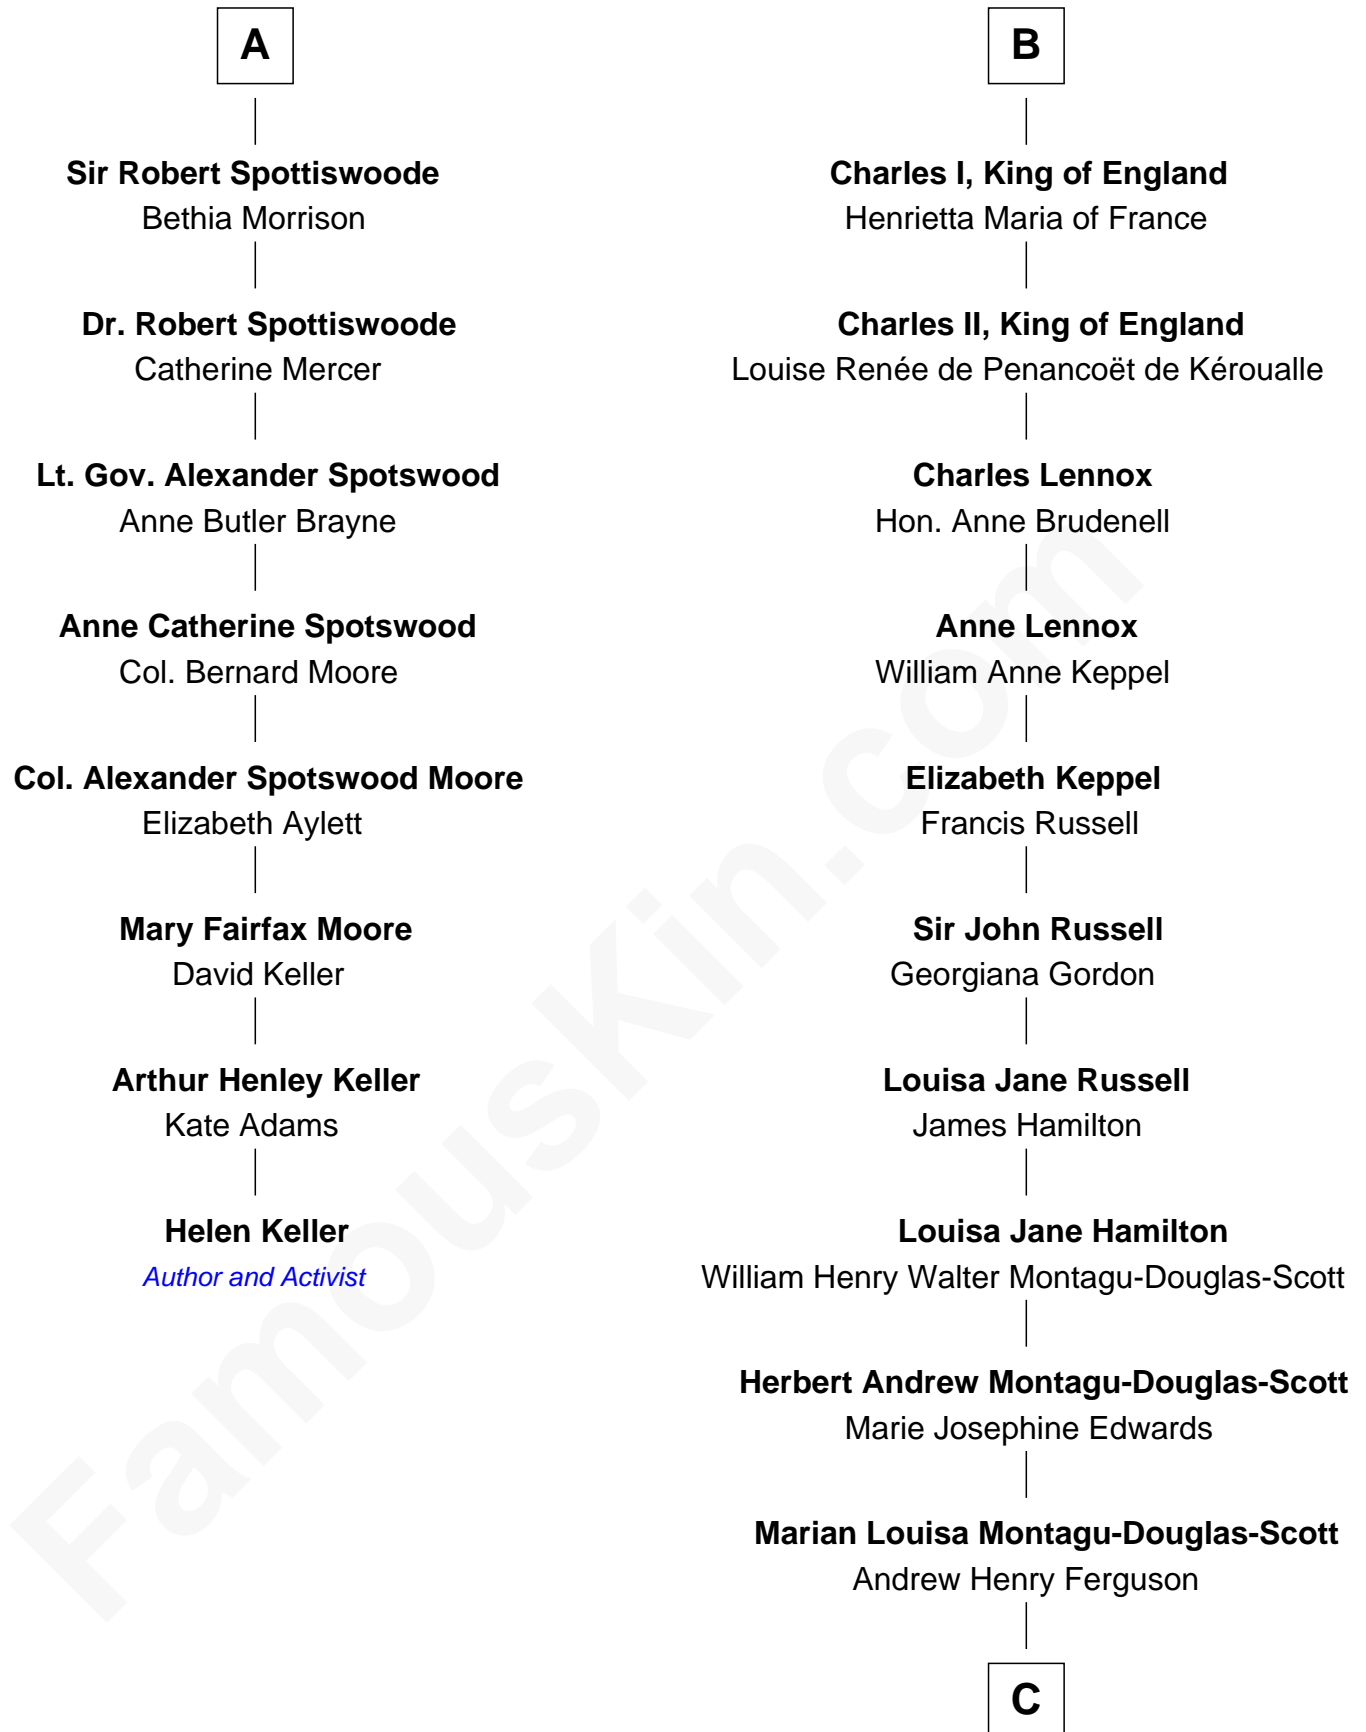 A
Sir Robert Spottiswoode
Bethia Morrison
Dr. Robert Spottiswoode
Catherine Mercer
Lt. Gov. Alexander Spotswood
Anne Butler Brayne
Anne Catherine Spotswood
Col. Bernard Moore
Col. Alexander Spotswood Moore
Elizabeth Aylett
Mary Fairfax Moore
David Keller
Arthur Henley Keller
Kate Adams
Helen Keller
Author and Activist
B
Charles I, King of England
Henrietta Maria of France
Charles II, King of England
Louise Renée de Penancoët de Kéroualle
Charles Lennox
Hon. Anne Brudenell
Anne Lennox
William Anne Keppel
Elizabeth Keppel
Francis Russell
Sir John Russell
Georgiana Gordon
Louisa Jane Russell
James Hamilton
Louisa Jane Hamilton
William Henry Walter Montagu-Douglas-Scott
Herbert Andrew Montagu-Douglas-Scott
Marie Josephine Edwards
Marian Louisa Montagu-Douglas-Scott
Andrew Henry Ferguson
C
FamousKin.com